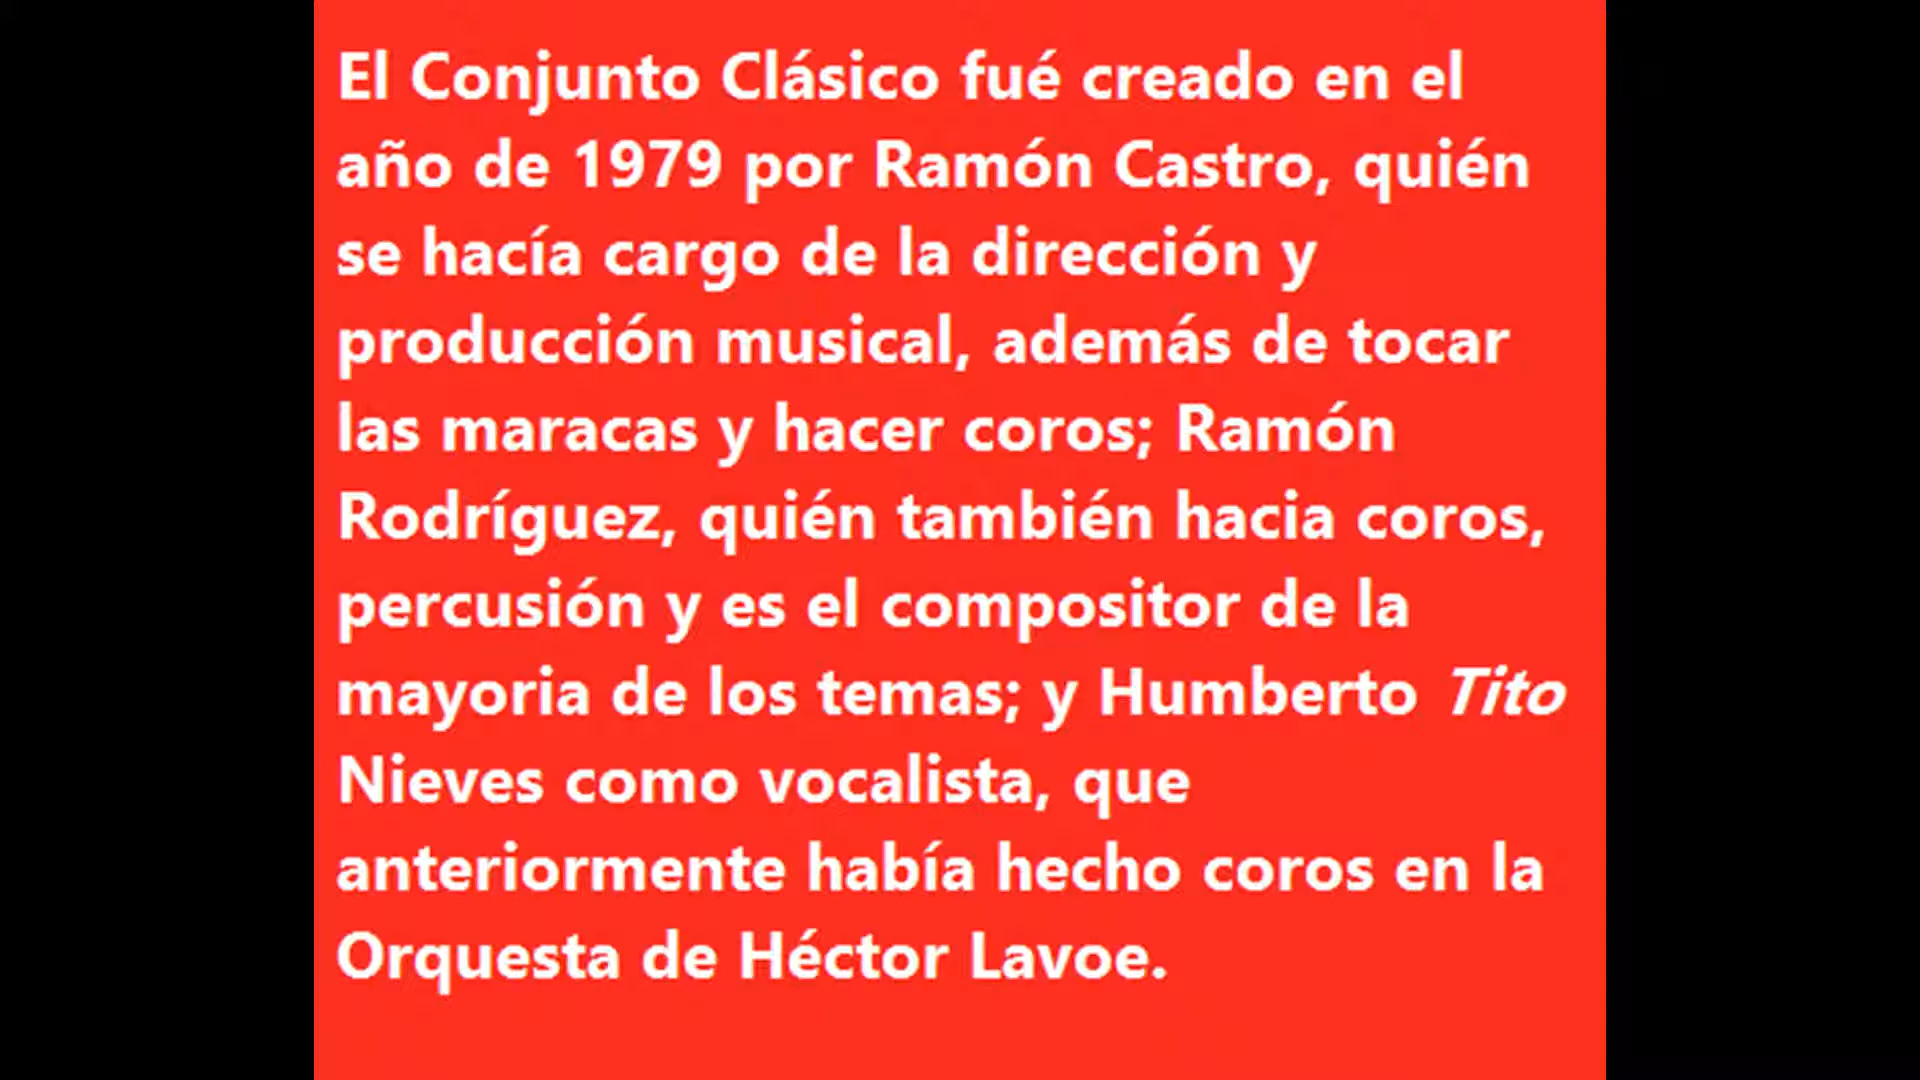 El Conjunto Clásico fué creado en el
año de 1979 por Ramón Castro, quién
se hacía cargo de la dirección y
producción musical, además de tocar
las maracas y hacer coros; Ramón
Rodríguez, quién también hacia coros,
percusión y es el compositor de la
mayoria de los temas; y Humberto Tito
Nieves como vocalista, que
anteriormente había hecho coros en la
Orquesta de Héctor Lavoe.